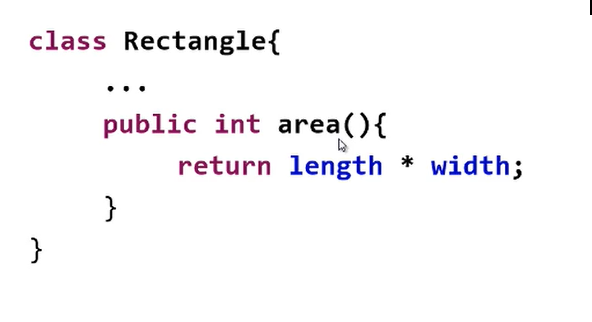 class Rectangle{
...
public int area(){
return length * width;
}
}